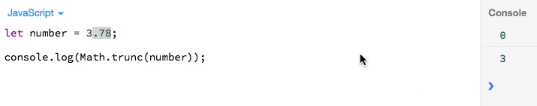 JavaScript
let number = 3.78;
console.log(Math.trunc(number));
Console
0
3
❯